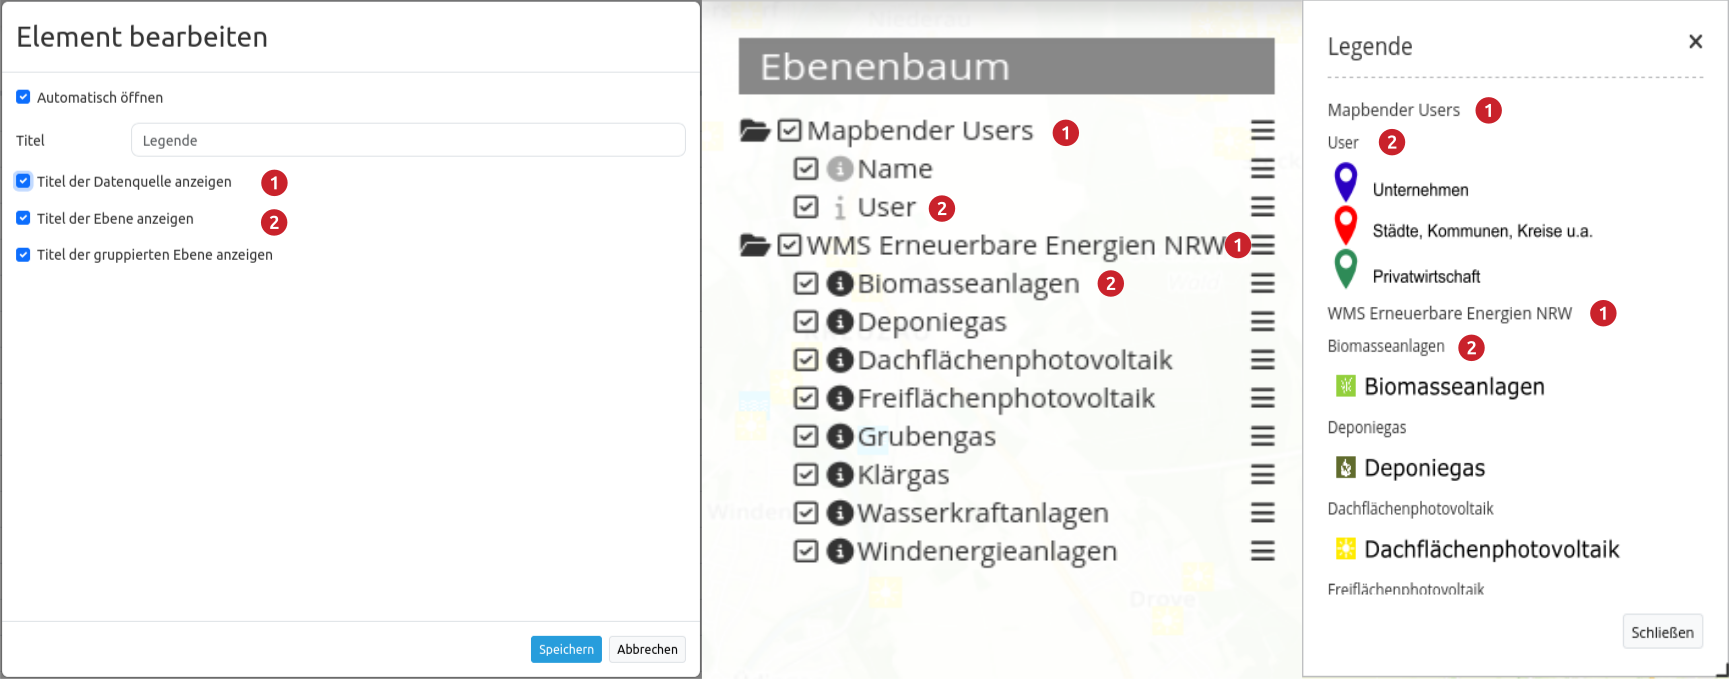 Element bearbeiten
Automatisch öffnen
Titel
Legende
Titel der Datenquelle anzeigen 1
Titel der Ebene anzeigen 2
Titel der gruppierten Ebene anzeigen
Speichern
Abbrechen
Niederau
Ebenenbaum
Mapbender Users 1
Name
User 2
WMS Erneuerbare Energien NRW 1
Biomasseanlagen 2
Deponiegas
Dachflächenphotovoltaik
Freiflächenphotovoltaik
Grubengas
Klärgas
Wasserkraftanlagen
Windenergieanlagen
Drove
Legende
Mapbender Users 1
User 2
Unternehmen
Städte, Kommunen, Kreise u.a.
Privatwirtschaft
WMS Erneuerbare Energien NRW 1
Biomasseanlagen 2
Biomasseanlagen
Deponiegas
Deponiegas
Dachflächenphotovoltaik
Dachflächenphotovoltaik
Freiflächenphotovoltaik
Schließen